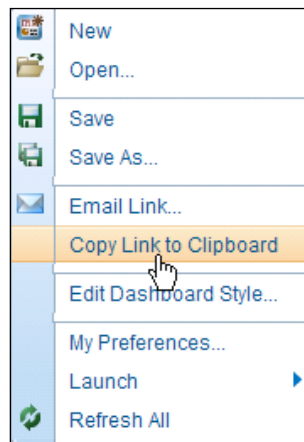 New
Open...
Save
Save As...
Email Link...
Copy Link to Clipboard
Edit Dashboard Style...
My Preferences...
Launch
Refresh All